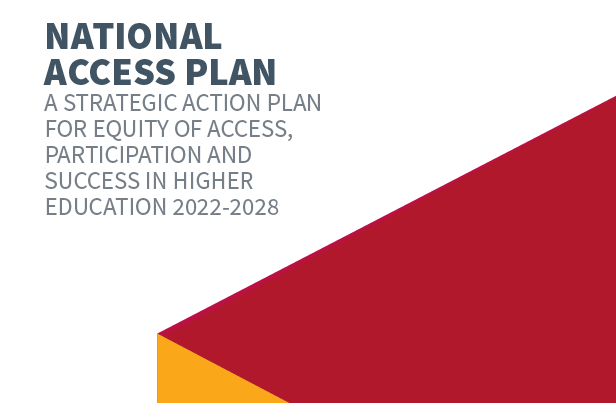 NATIONAL
ACCESS PLAN
A STRATEGIC ACTION PLAN
FOR EQUITY OF ACCESS,
PARTICIPATION AND
SUCCESS IN HIGHER
EDUCATION 2022-2028